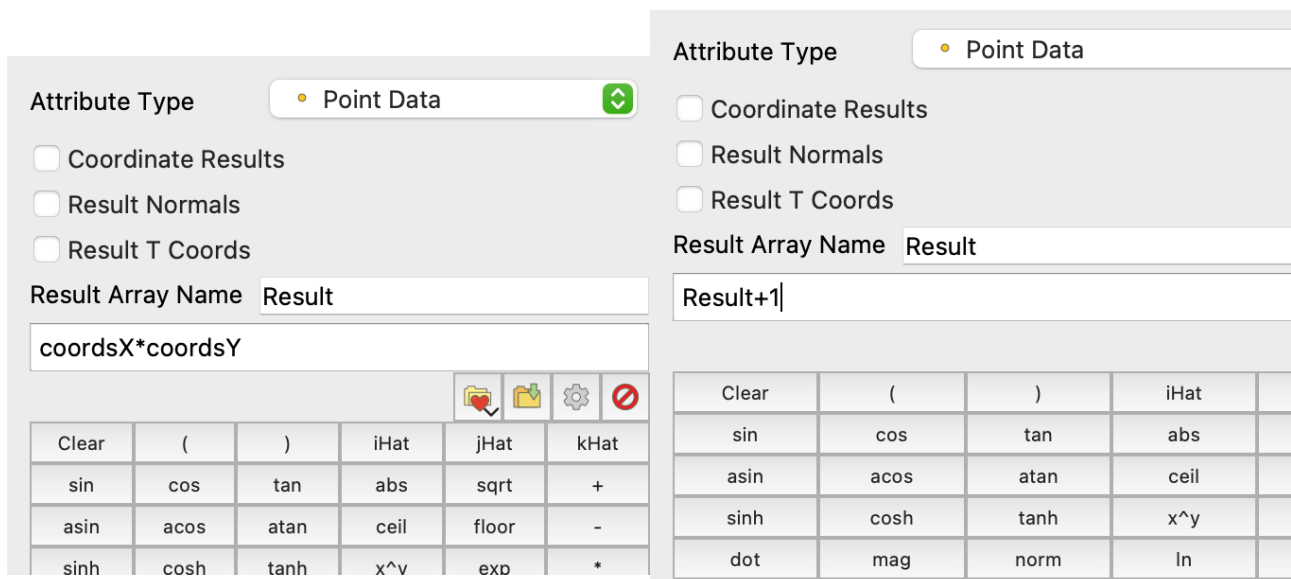 Attribute Type Point Data
Coordinate Results
Result Normals
Result T Coords
Result Array Name Result
coordsX*coordsY
Clear ( ) iHat jHat kHat
sin cos tan abs sqrt +
asin acos atan ceil floor -
sinh cosh tanh x^y exp *
Attribute Type Point Data
Coordinate Results
Result Normals
Result T Coords
Result Array Name Result
Result+1
Clear ( ) iHat
sin cos tan abs
asin acos atan ceil
sinh cosh tanh x^y
dot mag norm ln